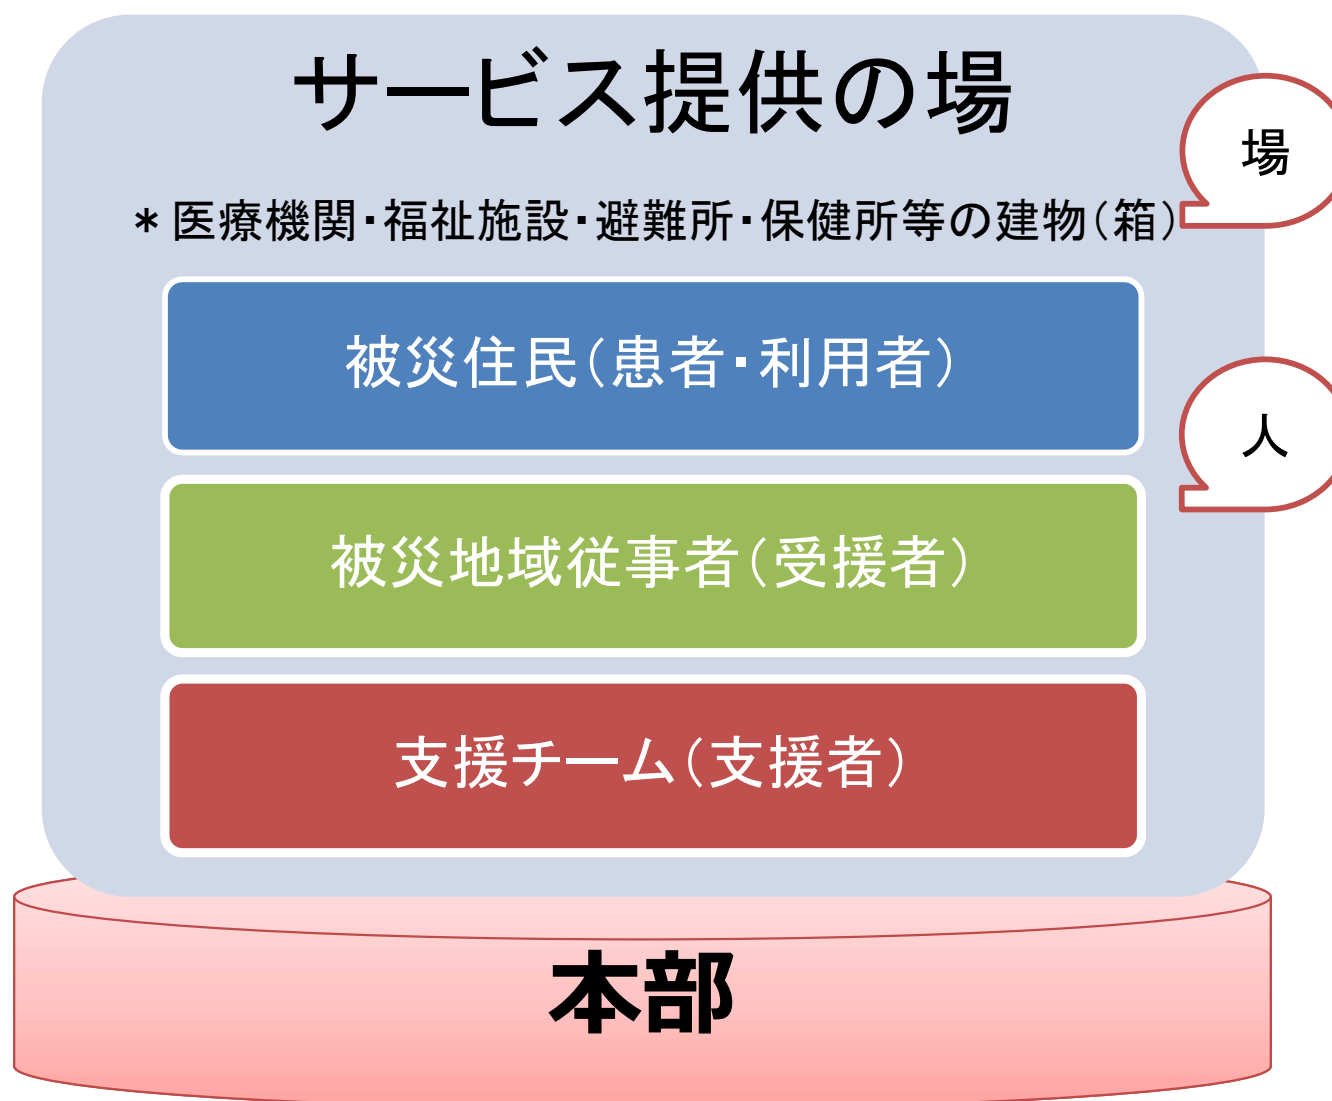 サービス提供の場
場
＊医療機関・福祉施設・避難所・保健所等の建物（箱）
被災住民（患者・利用者）
人
被災地域従事者（受援者）
支援チーム（支援者）
本部